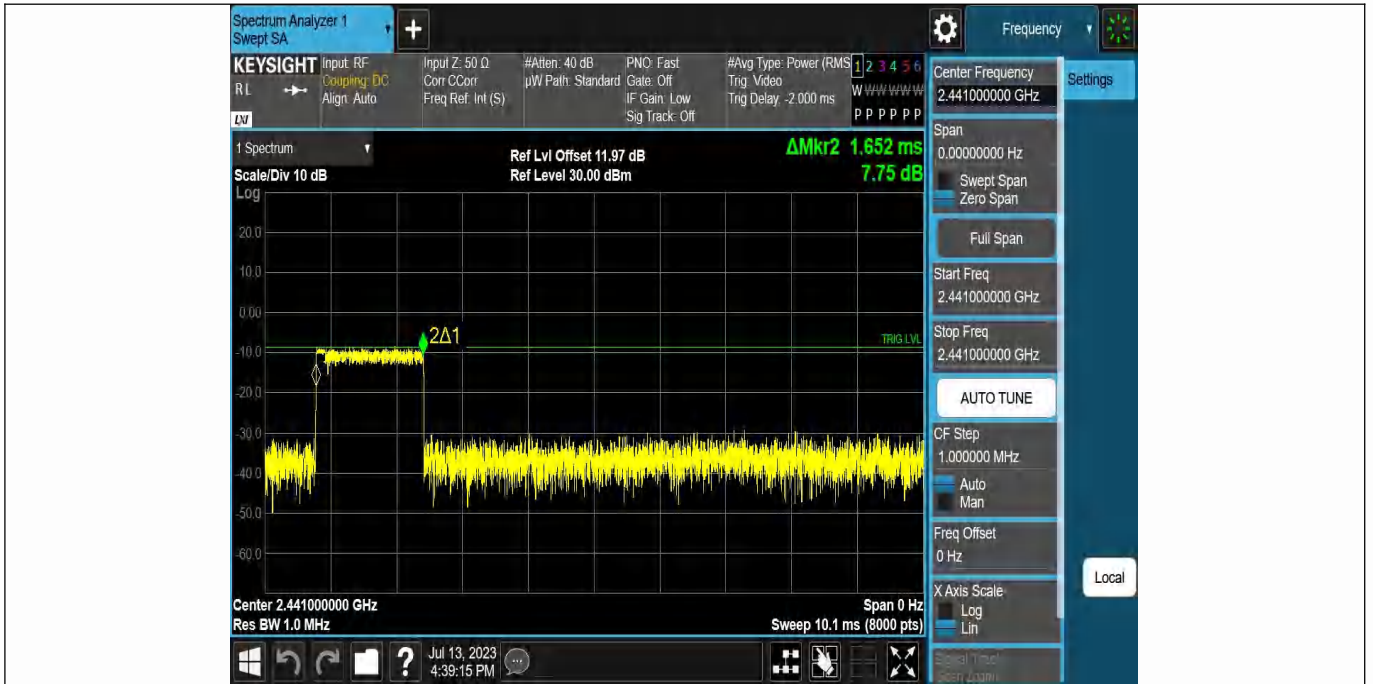 Spectrum Analyzer 1
Swept SA
+
Frequency
KEYSIGHT
R L
LXI
Input: RF
Coupling: DC
Align: Auto
Input Z: 50 Ω
Corr CCorr
Freq Ref: Int (S)
#Atten: 40 dB
µW Path: Standard
PNO: Fast
Gate: Off
IF Gain: Low
Sig Track: Off
#Avg Type: Power (RMS
Trig: Video
Trig Delay: -2.000 ms
1 2 3 4 5 6
W W W W W W
P P P P P P
1 Spectrum
Scale/Div 10 dB
Ref Lvl Offset 11.97 dB
Ref Level 30.00 dBm
ΔMkr2 1.652 ms
7.75 dB
Log
20.0
10.0
0.00
-10.0
-20.0
-30.0
-40.0
-50.0
-60.0
2Δ1
TRIG LVL
Center 2.441000000 GHz
Res BW 1.0 MHz
Span 0 Hz
Sweep 10.1 ms (8000 pts)
Center Frequency
2.441000000 GHz
Settings
Span
0.00000000 Hz
Swept Span
Zero Span
Full Span
Start Freq
2.441000000 GHz
Stop Freq
2.441000000 GHz
AUTO TUNE
CF Step
1.000000 MHz
Auto
Man
Freq Offset
0 Hz
X Axis Scale
Log
Lin
Local
Signal Track
(Span Zoom)
?
Jul 13, 2023
4:39:15 PM